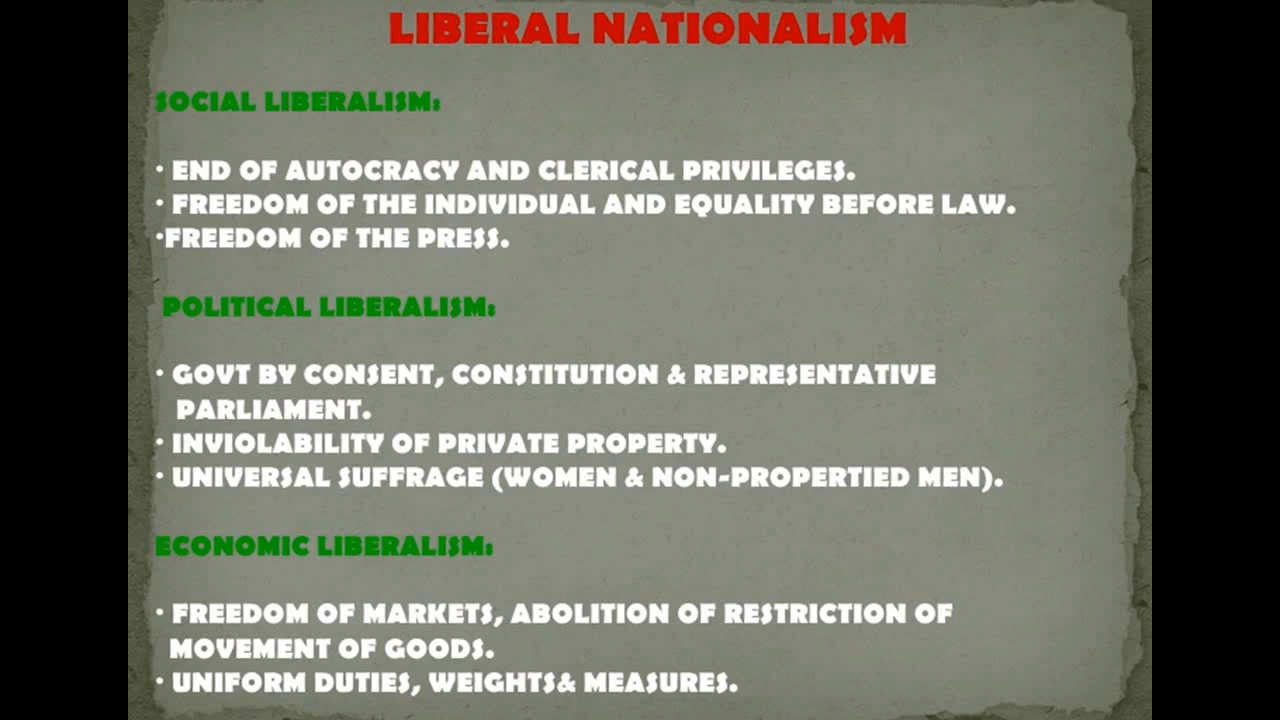 LIBERAL NATIONALISM
SOCIAL LIBERALISM:
• END OF AUTOCRACY AND CLERICAL PRIVILEGES.
• FREEDOM OF THE INDIVIDUAL AND EQUALITY BEFORE LAW.
•FREEDOM OF THE PRESS.
POLITICAL LIBERALISM:
• GOVT BY CONSENT, CONSTITUTION & REPRESENTATIVE
PARLIAMENT.
• INVIOLABILITY OF PRIVATE PROPERTY.
• UNIVERSAL SUFFRAGE (WOMEN & NON-PROPERTIED MEN).
ECONOMIC LIBERALISM:
• FREEDOM OF MARKETS, ABOLITION OF RESTRICTION OF
MOVEMENT OF GOODS.
• UNIFORM DUTIES, WEIGHTS& MEASURES.